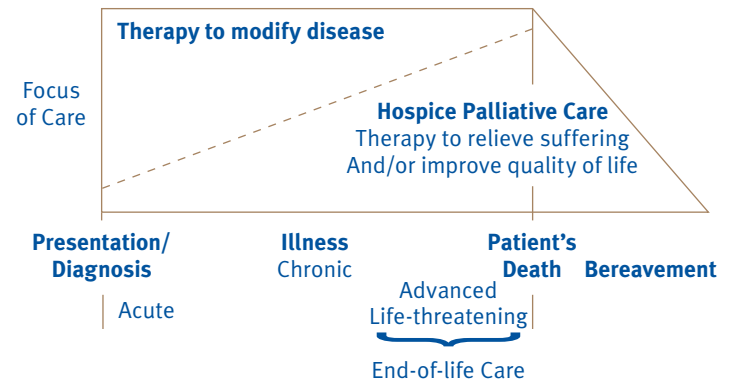 Therapy to modify disease
Focus
of Care
Hospice Palliative Care
Therapy to relieve suffering
And/or improve quality of life
Presentation/
Diagnosis
Acute
Illness
Chronic
Patient's
Death
Bereavement
Advanced
Life-threatening
End-of-life Care